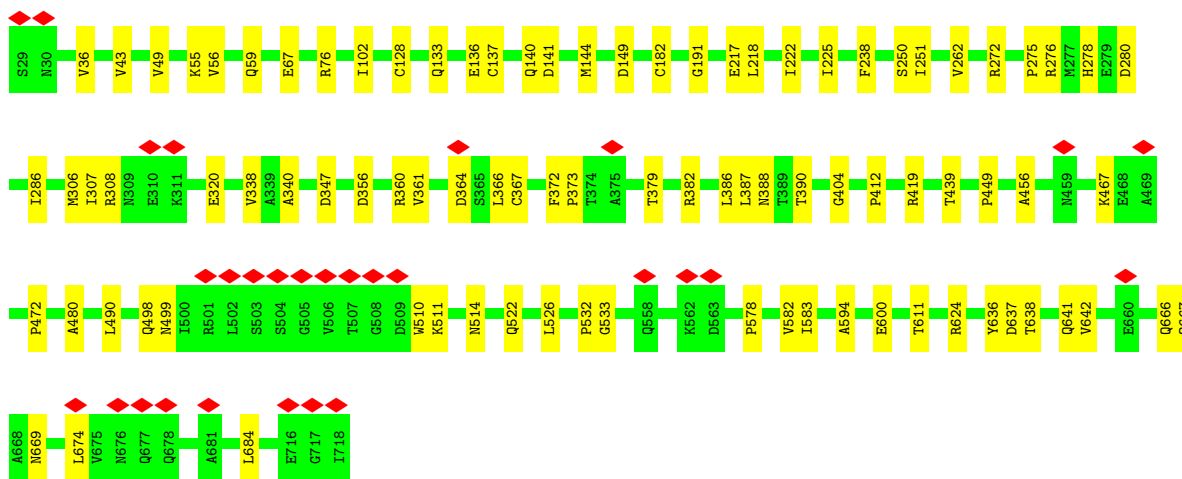 S29 N30 V36 V43 V49 K55 V56 Q59 E67 R76 I102 C128 Q133 E136 C137 Q140 D141 M144 D149 C182 G191 E217 L218 I222 I225 F238 S250 I251 V262 R272 P275 R276 M277 H278 E279 D280
I286 M306 I307 R308 N309 E310 K311 E320 V338 A339 A340 D347 D356 R360 V361 D364 S365 L366 C367 F372 P373 T374 A375 T379 R382 L386 L387 N388 T389 T390 G404 P412 R419 T439 P449 A456 N459 K467 E468 A469
P472 A480 L490 Q498 N499 I500 R501 L502 S503 S504 G505 V506 T507 G508 D509 W510 K511 N514 Q522 L526 P532 G533 Q558 K562 D563 P578 V582 I583 A594 E600 T611 R624 Y636 D637 T638 Q641 V642 E660 Q666
A668 N669 L674 V675 N676 Q677 Q678 A681 L684 E716 G717 I718